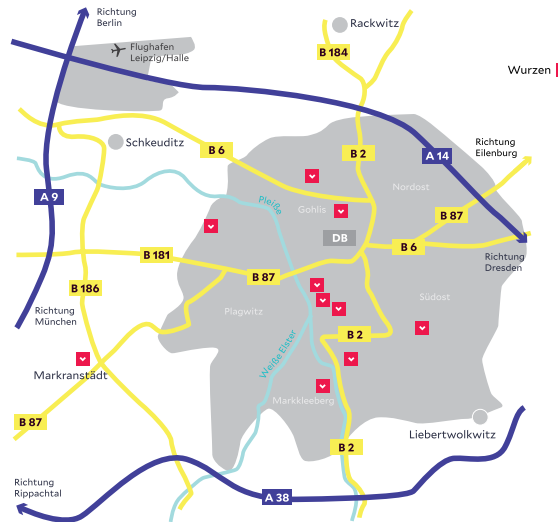 Richtung
Berlin
Rackwitz
Flughafen
Leipzig/Halle
B 184
Wurzen
Schkeuditz
B 6
B 2
A 14
Richtung
Eilenburg
Nordost
A 9
Pleiße
Gohlis
B 87
DB
B 6
B 181
B 87
Richtung
Dresden
B 186
Richtung
München
Plagwitz
Südost
B 2
Weiße Elster
Markranstädt
Markkleeberg
B 87
Liebertwolkwitz
B 2
Richtung
Rippachtal
A 38